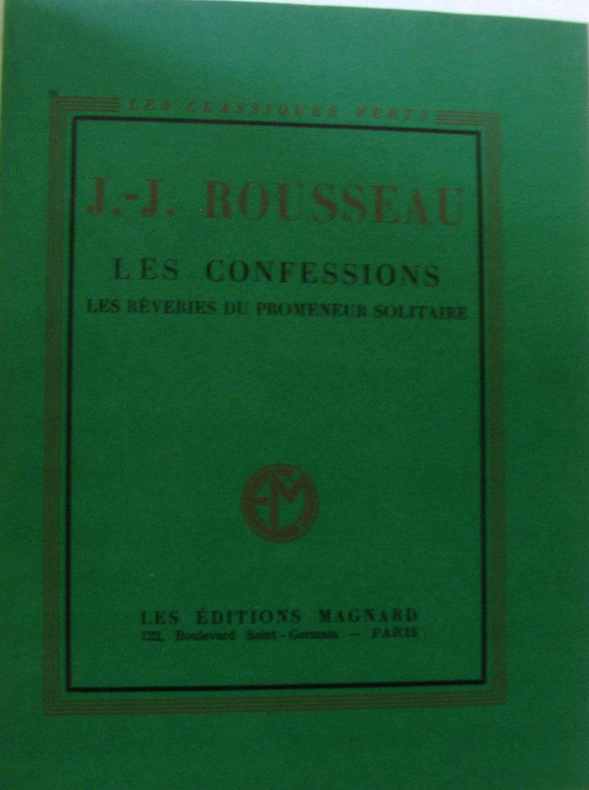 LES CLASSIQUES VERTS
J.-J. ROUSSEAU
LES CONFESSIONS
LES RÊVERIES DU PROMENEUR SOLITAIRE
EM
LES ÉDITIONS MAGNARD
122, Boulevard Saint-Germain — PARIS